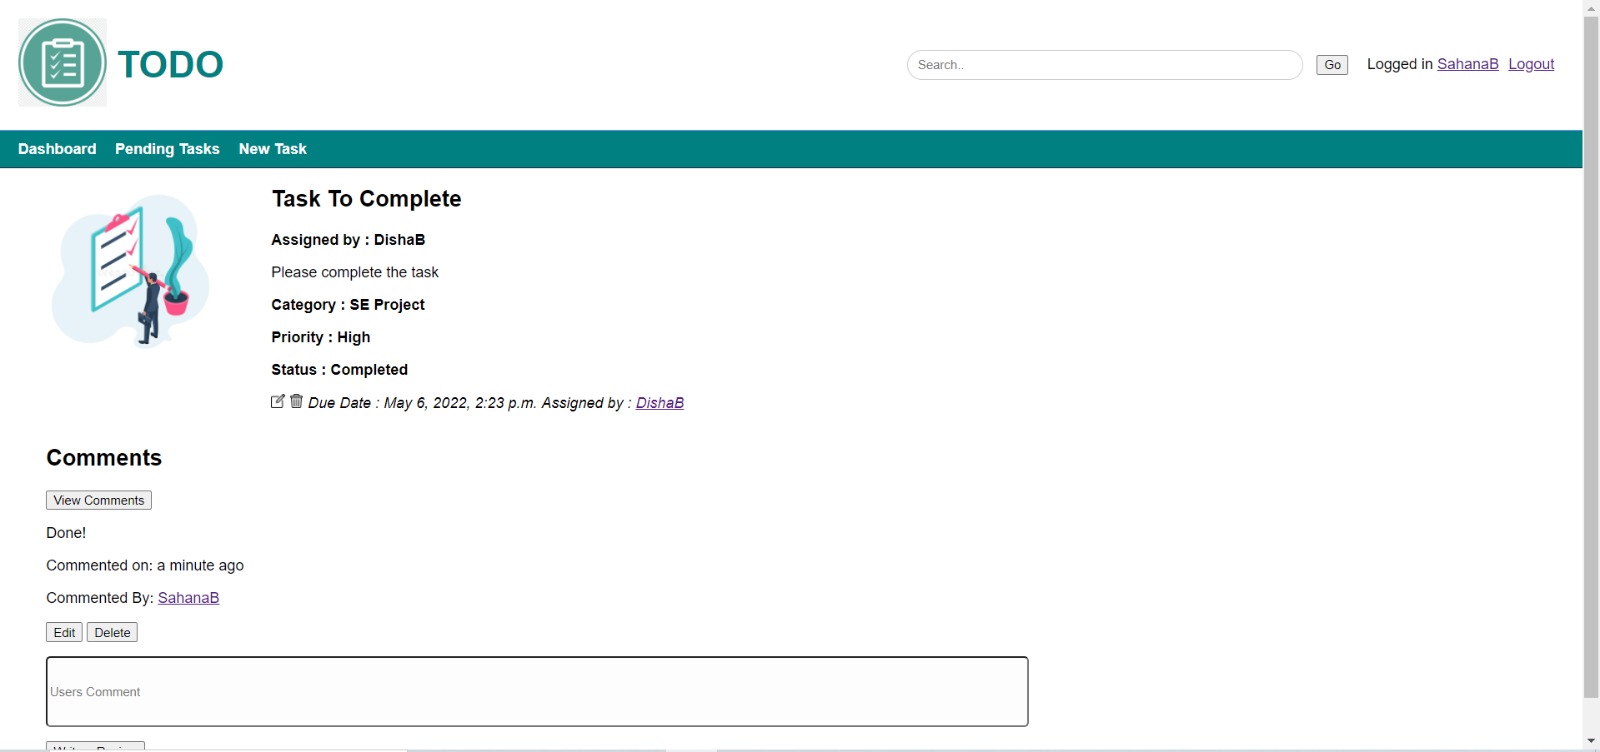 TODO
Search..
Go
Logged in SahanaB Logout
Dashboard Pending Tasks New Task
Task To Complete
Assigned by : DishaB
Please complete the task
Category : SE Project
Priority : High
Status : Completed
Due Date : May 6, 2022, 2:23 p.m. Assigned by : DishaB
Comments
View Comments
Done!
Commented on: a minute ago
Commented By: SahanaB
Edit Delete
Users Comment